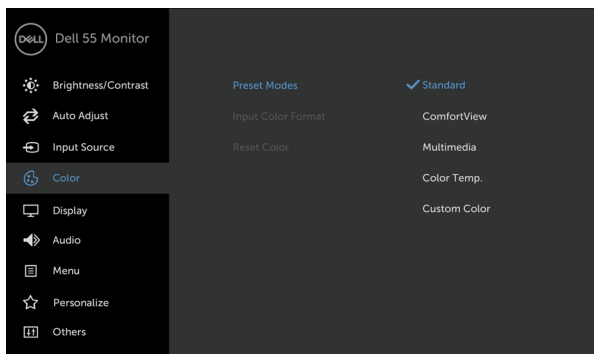 DELL Dell 55 Monitor
Brightness/Contrast
Auto Adjust
Input Source
Color
Display
Audio
Menu
Personalize
Others
Preset Modes
Input Color Format
Reset Color
Standard
ComfortView
Multimedia
Color Temp.
Custom Color